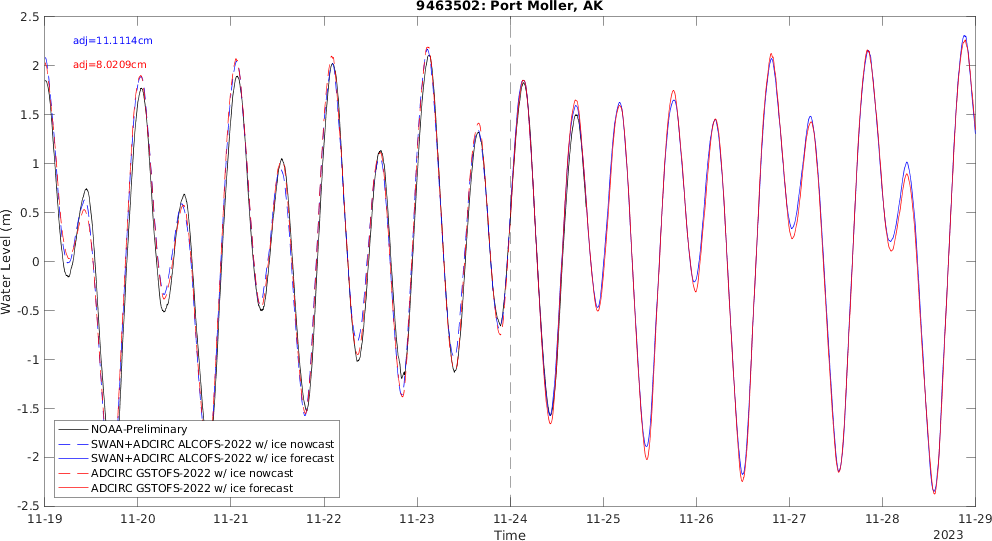 9463502: Port Moller, AK
adj=11.1114cm
adj=8.0209cm
2.5
2
1.5
1
0.5
0
-0.5
-1
-1.5
-2
-2.5
Water Level (m)
NOAA-Preliminary
SWAN+ADCIRC ALCOFS-2022 w/ ice nowcast
SWAN+ADCIRC ALCOFS-2022 w/ ice forecast
ADCIRC GSTOFS-2022 w/ ice nowcast
ADCIRC GSTOFS-2022 w/ ice forecast
11-19 11-20 11-21 11-22 11-23 11-24 11-25 11-26 11-27 11-28 11-29
Time
2023